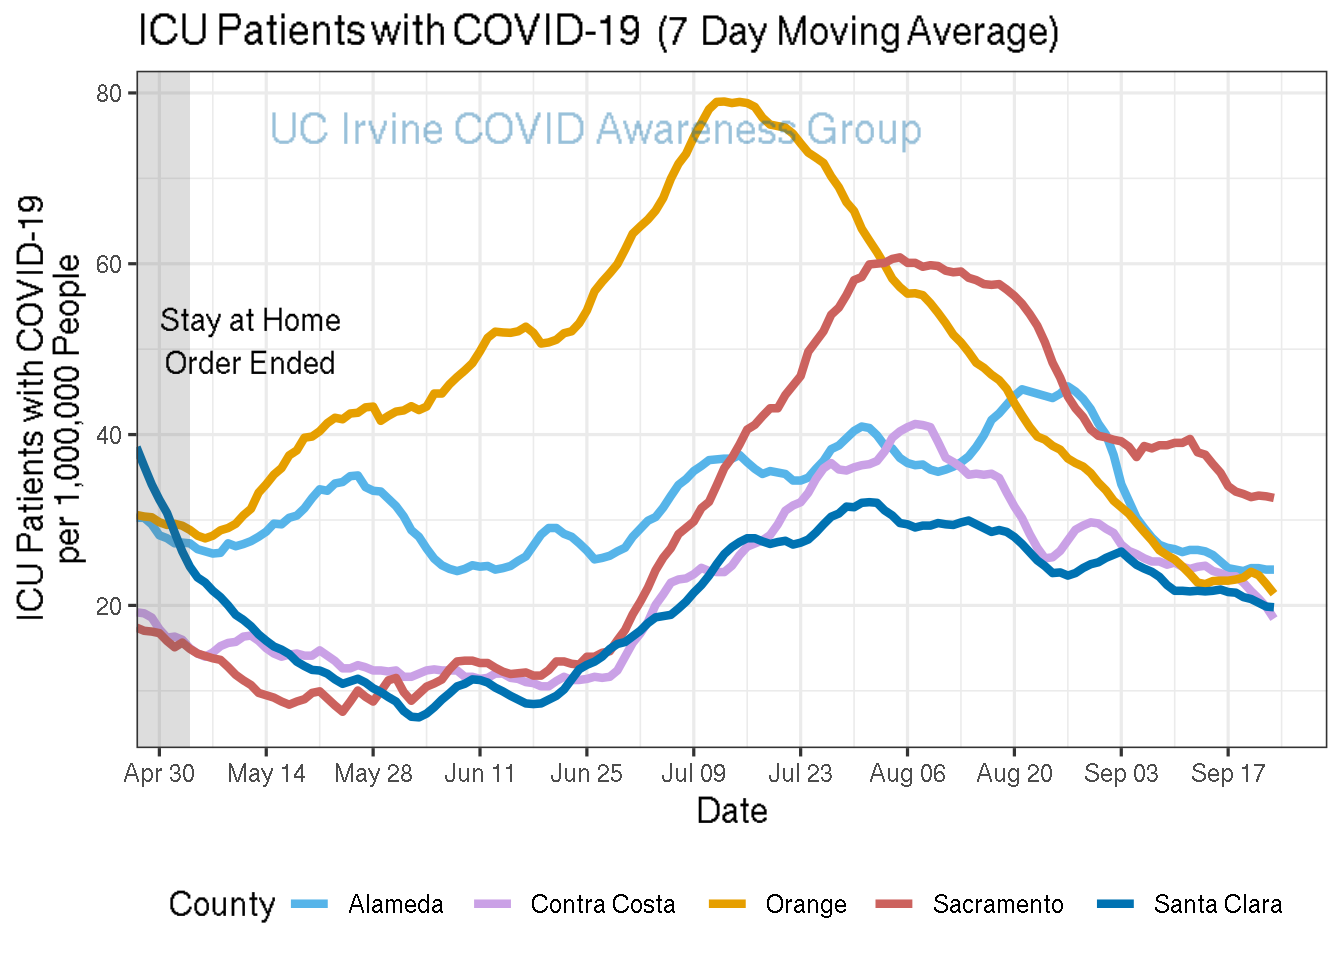 ICU Patients with COVID-19 (7 Day Moving Average)
UC Irvine COVID Awareness Group
ICU Patients with COVID-19
per 1,000,000 People
80
60
40
20
Stay at Home
Order Ended
Apr 30 May 14 May 28 Jun 11 Jun 25 Jul 09 Jul 23 Aug 06 Aug 20 Sep 03 Sep 17
Date
County Alameda Contra Costa Orange Sacramento Santa Clara